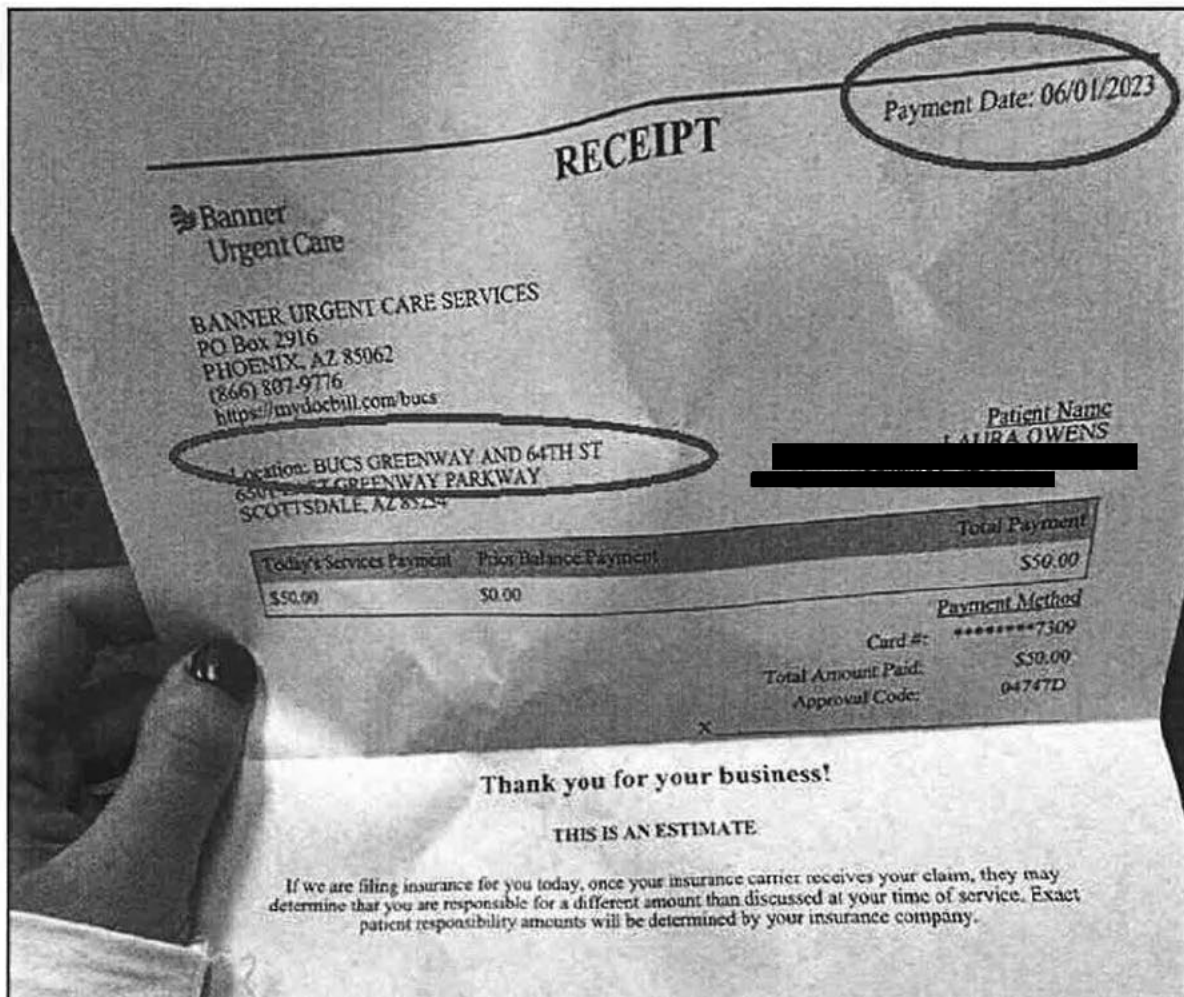 Payment Date: 06/01/2023
RECEIPT
Banner
Urgent Care
BANNER URGENT CARE SERVICES
PO Box 2916
PHOENIX, AZ 85062
(866) 807-9776
https://mydocbill.com/bucs
Location: BUCS GREENWAY AND 64TH ST
6501 EAST GREENWAY PARKWAY
SCOTTSDALE, AZ 85254
Patient Name
LAURA OWENS
Today's Services Payment Prior Balance Payment Total Payment
$50.00 $0.00 $50.00
Payment Method
Card #: ********7309
Total Amount Paid: $50.00
Approval Code: 04747D
X
Thank you for your business!
THIS IS AN ESTIMATE
If we are filing insurance for you today, once your insurance carrier receives your claim, they may
determine that you are responsible for a different amount than discussed at your time of service. Exact
patient responsibility amounts will be determined by your insurance company.